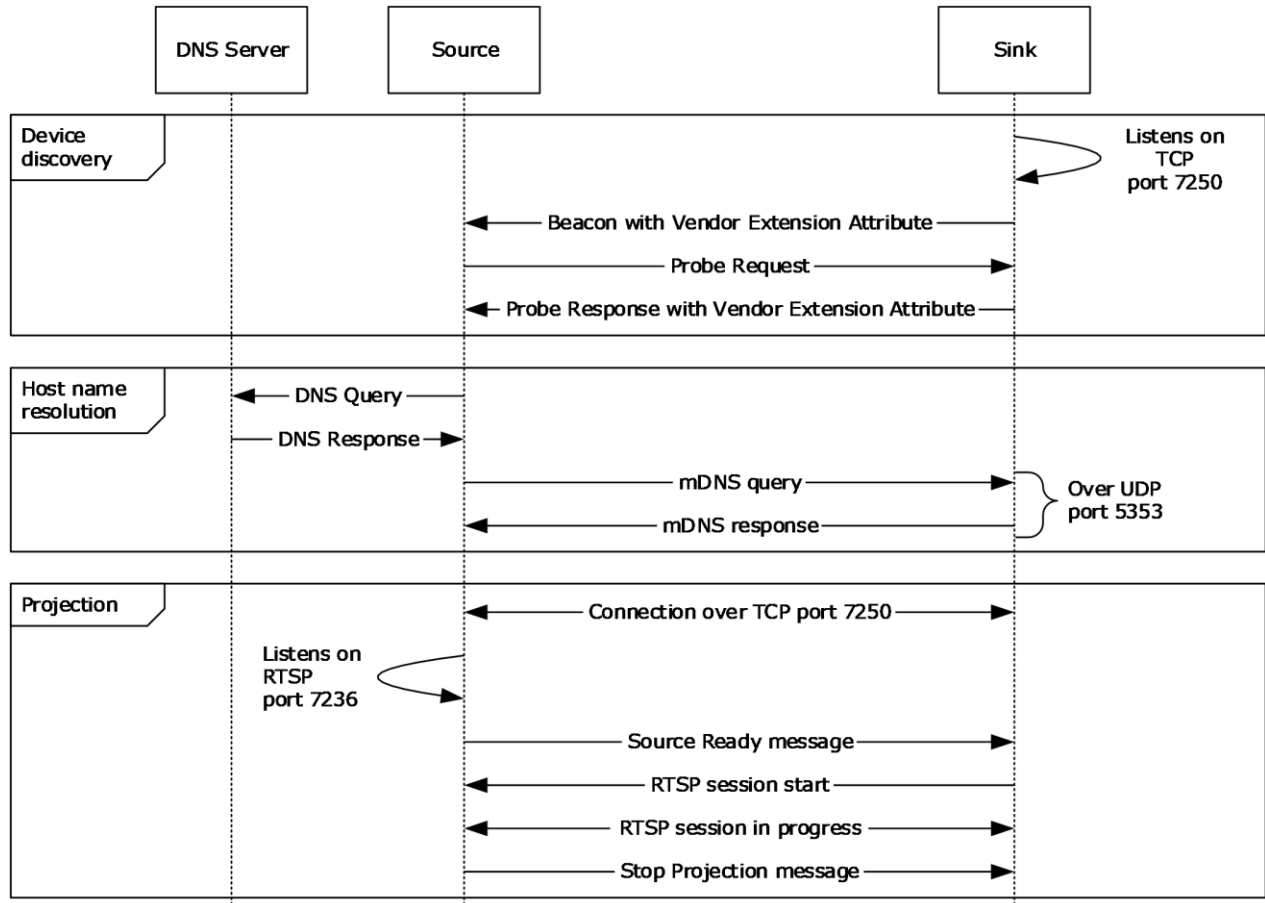 DNS Server
Source
Sink
Device
discovery
Listens on
TCP
port 7250
Beacon with Vendor Extension Attribute
Probe Request
Probe Response with Vendor Extension Attribute
Host name
resolution
DNS Query
DNS Response
mDNS query
Over UDP
port 5353
mDNS response
Projection
Connection over TCP port 7250
Listens on
RTSP
port 7236
Source Ready message
RTSP session start
RTSP session in progress
Stop Projection message